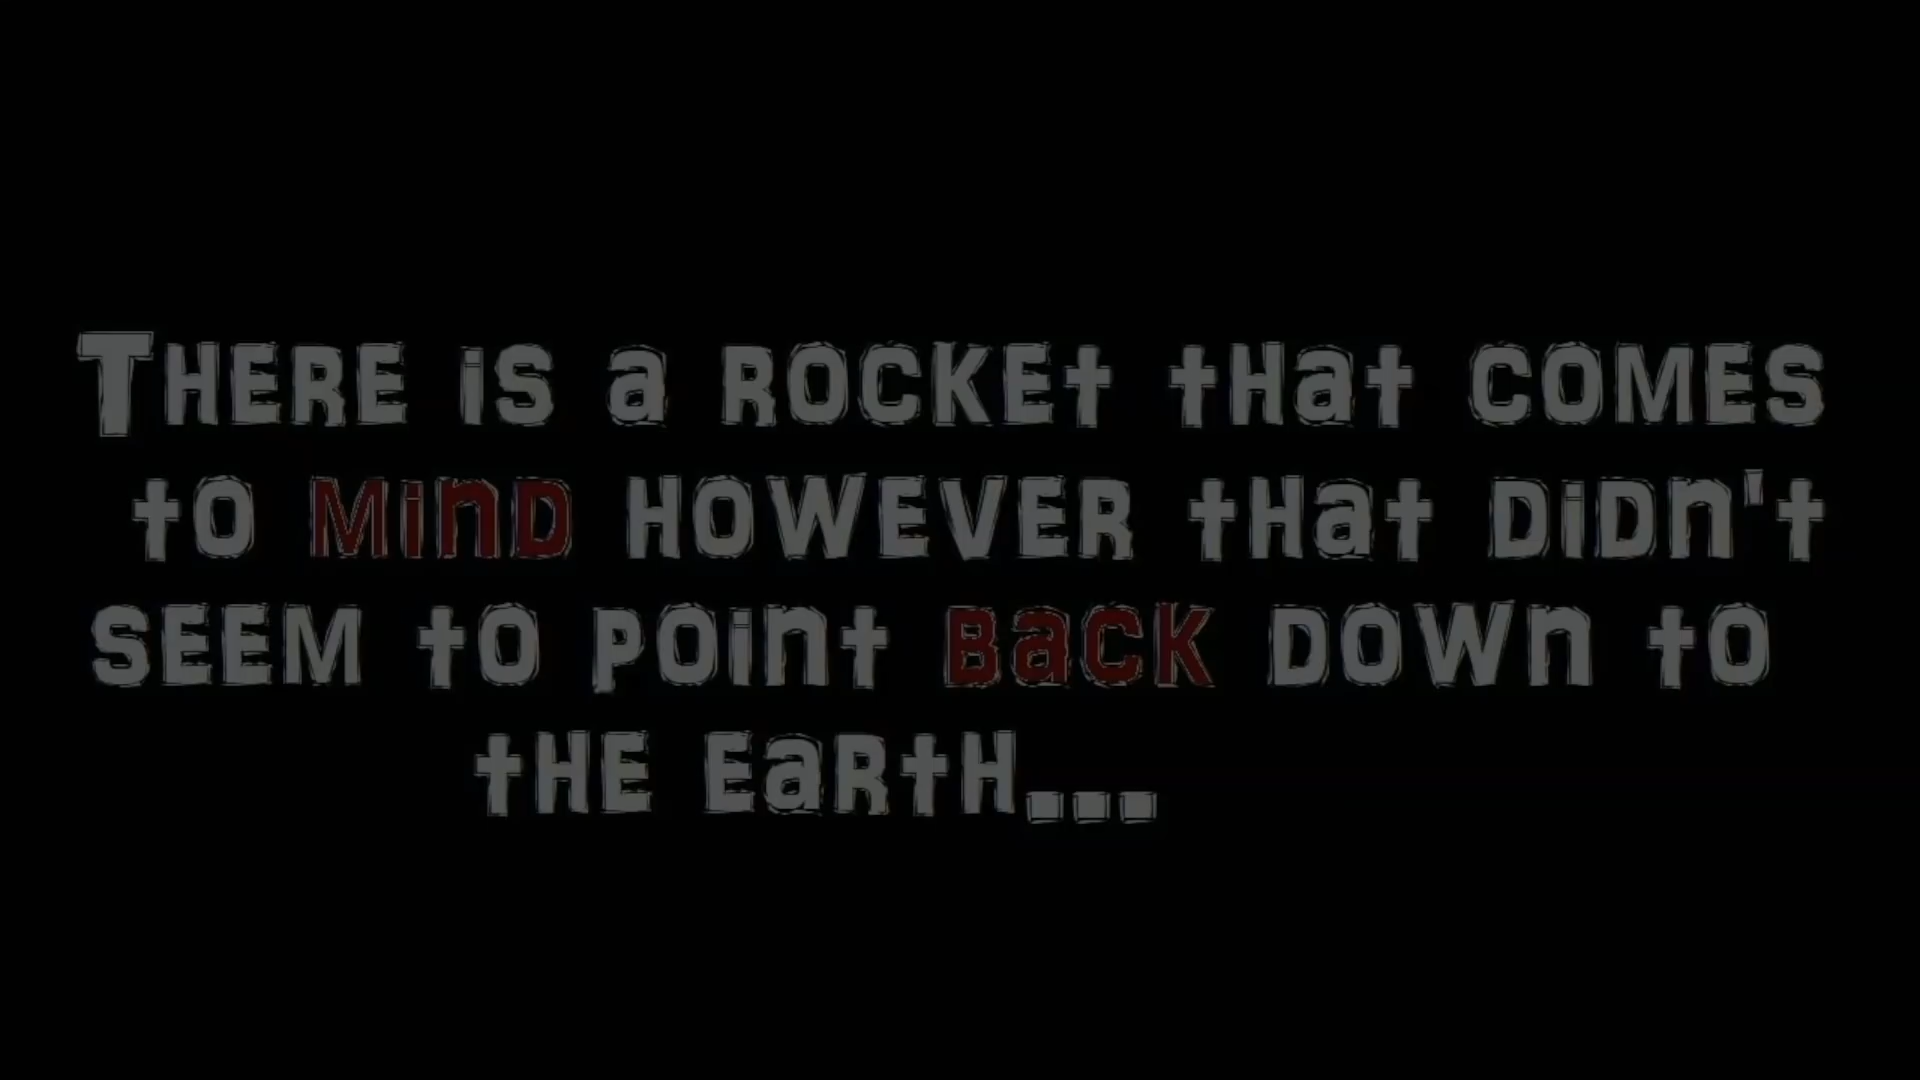 There is a rocket that comes
to mind however that didn't
seem to point back down to
the earth...